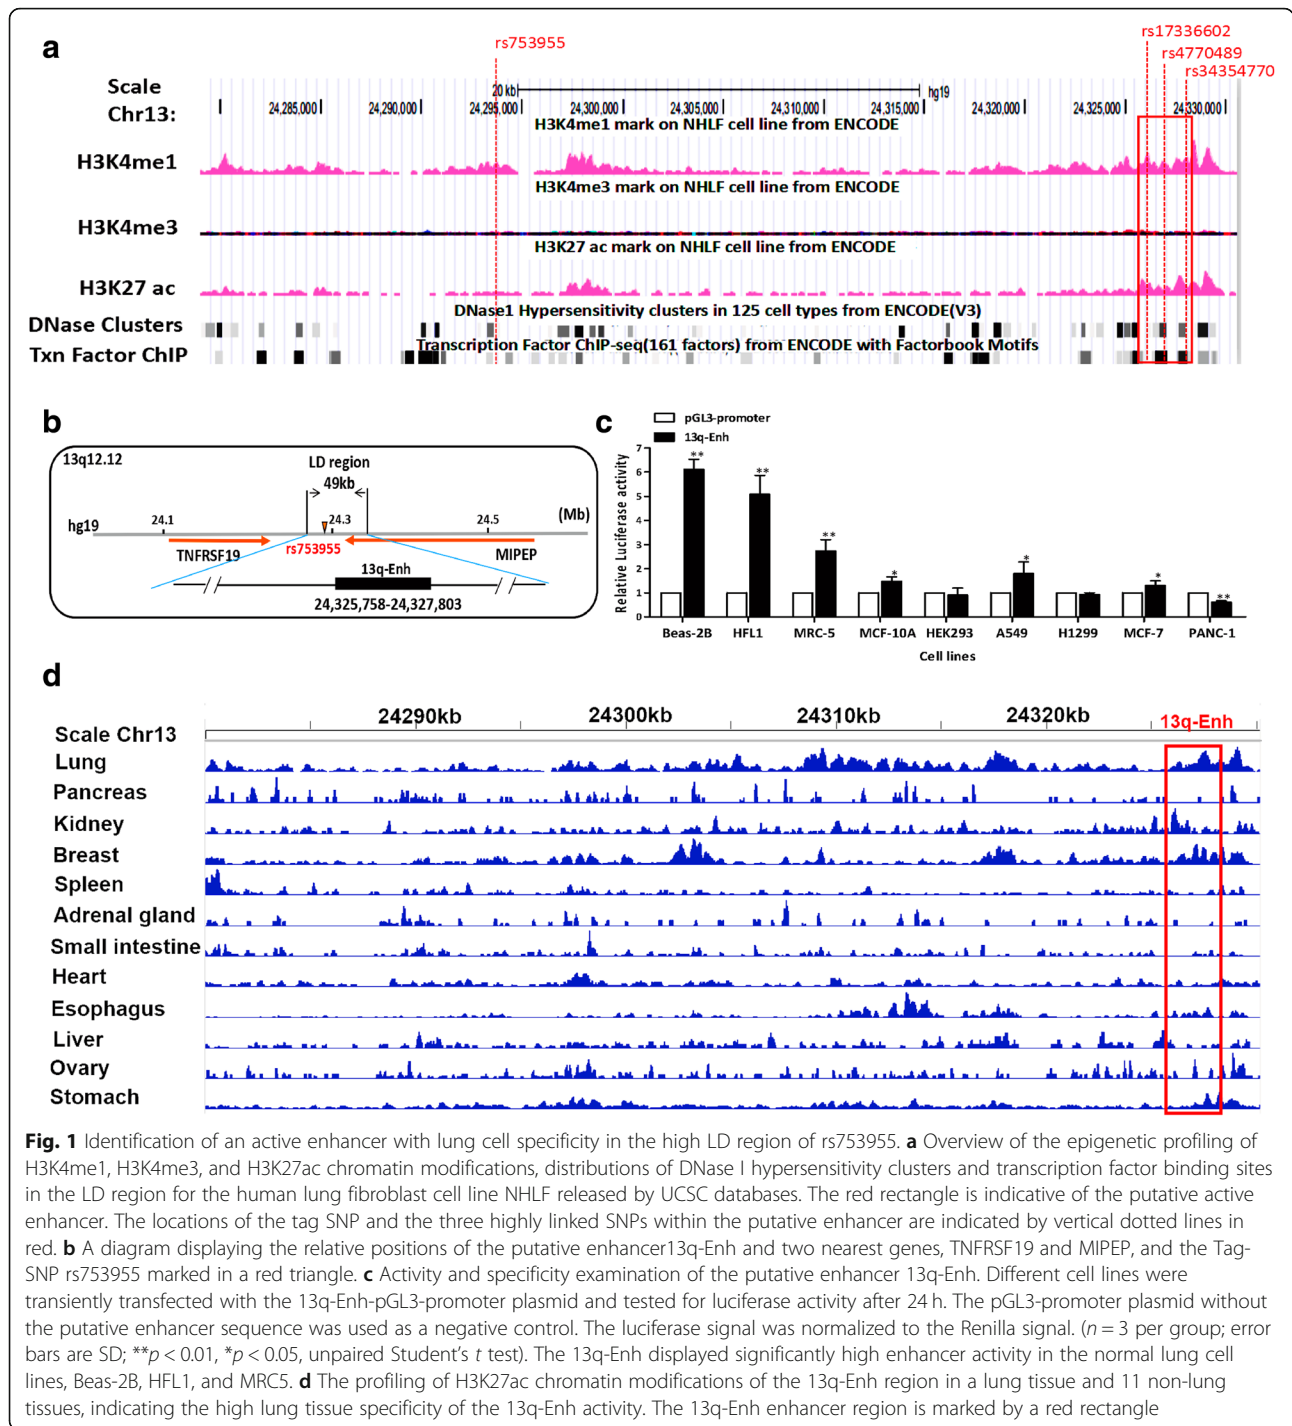 a
rs753955
rs17336602
rs4770489
rs34354770
Scale
20 kb
hg19
Chr13:
24,285,000
24,290,000
24,295,000
24,300,000
24,305,000
24,310,000
24,315,000
24,320,000
24,325,000
24,330,000
H3K4me1 mark on NHLF cell line from ENCODE
H3K4me1
H3K4me3 mark on NHLF cell line from ENCODE
H3K4me3
H3K27 ac mark on NHLF cell line from ENCODE
H3K27 ac
DNase1 Hypersensitivity clusters in 125 cell types from ENCODE(V3)
DNase Clusters
Transcription Factor ChIP-seq(161 factors) from ENCODE with Factorbook Motifs
Txn Factor ChIP
b
13q12.12
LD region
49kb
hg19
24.1
24.3
24.5
(Mb)
TNFRSF19
rs753955
MIPEP
13q-Enh
24,325,758-24,327,803
c
pGL3-promoter
13q-Enh
Relative Luciferase activity
7
6
5
4
3
2
1
0
**
**
**
*
*
*
**
Beas-2B
HFL1
MRC-5
MCF-10A
HEK293
A549
H1299
MCF-7
PANC-1
Cell lines
d
24290kb
24300kb
24310kb
24320kb
13q-Enh
Scale Chr13
Lung
Pancreas
Kidney
Breast
Spleen
Adrenal gland
Small intestine
Heart
Esophagus
Liver
Ovary
Stomach
Fig. 1 Identification of an active enhancer with lung cell specificity in the high LD region of rs753955. a Overview of the epigenetic profiling of
H3K4me1, H3K4me3, and H3K27ac chromatin modifications, distributions of DNase I hypersensitivity clusters and transcription factor binding sites
in the LD region for the human lung fibroblast cell line NHLF released by UCSC databases. The red rectangle is indicative of the putative active
enhancer. The locations of the tag SNP and the three highly linked SNPs within the putative enhancer are indicated by vertical dotted lines in
red. b A diagram displaying the relative positions of the putative enhancer13q-Enh and two nearest genes, TNFRSF19 and MIPEP, and the Tag-
SNP rs753955 marked in a red triangle. c Activity and specificity examination of the putative enhancer 13q-Enh. Different cell lines were
transiently transfected with the 13q-Enh-pGL3-promoter plasmid and tested for luciferase activity after 24 h. The pGL3-promoter plasmid without
the putative enhancer sequence was used as a negative control. The luciferase signal was normalized to the Renilla signal. (n = 3 per group; error
bars are SD; **p < 0.01, *p < 0.05, unpaired Student's t test). The 13q-Enh displayed significantly high enhancer activity in the normal lung cell
lines, Beas-2B, HFL1, and MRC5. d The profiling of H3K27ac chromatin modifications of the 13q-Enh region in a lung tissue and 11 non-lung
tissues, indicating the high lung tissue specificity of the 13q-Enh activity. The 13q-Enh enhancer region is marked by a red rectangle